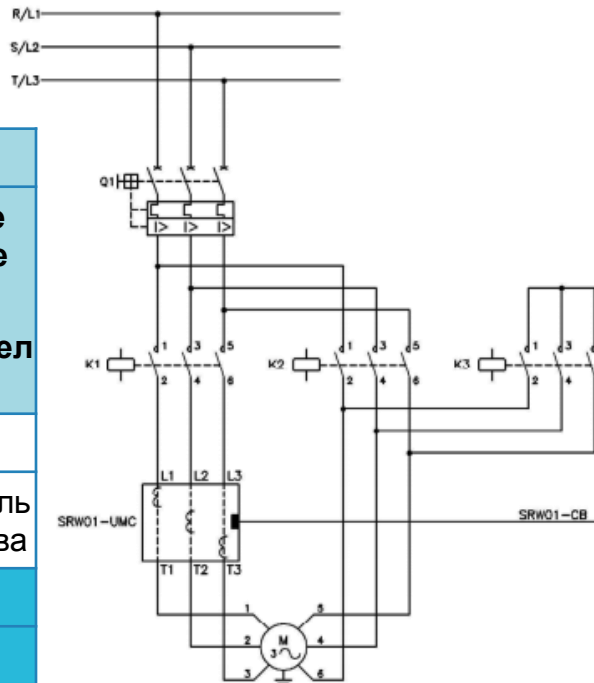 R/L1
S/L2
T/L3
Q1
I> I> I>
е
е
ел
ль
ва
K1 1 3 5
2 4 6
K2 1 3 5
2 4 6
K3 1 3
2 4
L1 L2 L3
SRW01-UMC
T1 T2 T3
SRW01-CB
1 5
2 M 4
3~
3 6